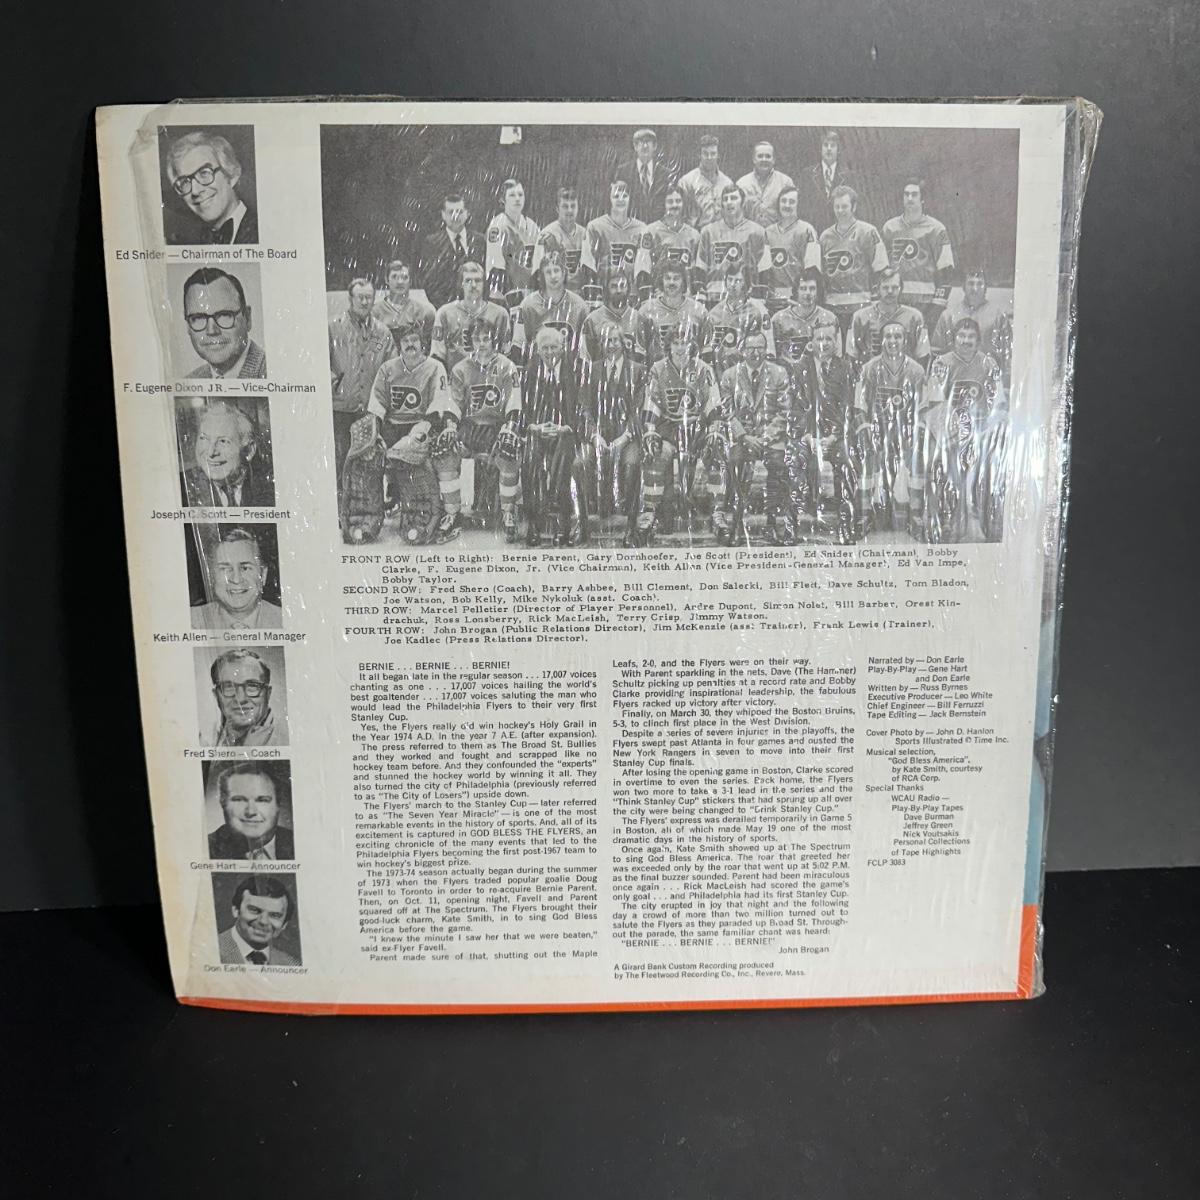 Ed Snider — Chairman of The Board
F. Eugene Dixon JR. — Vice-Chairman
Joseph C. Scott — President
Keith Allen — General Manager
Fred Shero — Coach
Gene Hart — Announcer
Don Earle — Announcer
FRONT ROW (Left to Right): Bernie Parent, Gary Dornhoefer, Joe Scott (President), Ed Snider (Chairman), Bobby
Clarke, F. Eugene Dixon, Jr. (Vice Chairman), Keith Allen (Vice President-General Manager), Ed Van Impe,
Bobby Taylor.
SECOND ROW: Fred Shero (Coach), Barry Ashbee, Bill Clement, Don Salecki, Bill Flett, Dave Schultz, Tom Bladon,
Joe Watson, Bob Kelly, Mike Nykoluk (asst. Coach).
THIRD ROW: Marcel Pelletier (Director of Player Personnel), Andre Dupont, Simon Nolet, Bill Barber, Orest Kin-
drachuk, Ross Lonsberry, Rick MacLeish, Terry Crisp, Jimmy Watson.
FOURTH ROW: John Brogan (Public Relations Director), Jim McKenzie (asst Trainer), Frank Lewis (Trainer),
Joe Kadlec (Press Relations Director).
BERNIE . . . BERNIE . . . BERNIE!
It all began late in the regular season . . . 17,007 voices
chanting as one . . . 17,007 voices hailing the world's
best goaltender . . . 17,007 voices saluting the man who
would lead the Philadelphia Flyers to their very first
Stanley Cup.
Yes, the Flyers really did win hockey's Holy Grail in
the Year 1974 A.D. In the year 7 A.E. (after expansion).
The press referred to them as The Broad St. Bullies
and they worked and fought and scrapped like no
hockey team before. And they confounded the "experts"
and stunned the hockey world by winning it all. They
also turned the city of Philadelphia (previously referred
to as "The City of Losers") upside down.
The Flyers' march to the Stanley Cup — later referred
to as "The Seven Year Miracle" — is one of the most
remarkable events in the history of sports. And, all of its
excitement is captured in GOD BLESS THE FLYERS, an
exciting chronicle of the many events that led to the
Philadelphia Flyers becoming the first post-1967 team to
win hockey's biggest prize.
The 1973-74 season actually began during the summer
of 1973 when the Flyers traded popular goalie Doug
Favell to Toronto in order to re-acquire Bernie Parent.
Then, on Oct. 11, opening night, Favell and Parent
squared off at The Spectrum. The Flyers brought their
good-luck charm, Kate Smith, in to sing God Bless
America before the game.
"I knew the minute I saw her that we were beaten,"
said ex-Flyer Favell.
Parent made sure of that, shutting out the Maple
Leafs, 2-0, and the Flyers were on their way.
With Parent sparkling in the nets, Dave (The Hammer)
Schultz picking up penalties at a record rate and Bobby
Clarke providing inspirational leadership, the fabulous
Flyers racked up victory after victory.
Finally, on March 30, they whipped the Boston Bruins,
5-3, to clinch first place in the West Division.
Despite a series of severe injuries in the playoffs, the
Flyers swept past Atlanta in four games and ousted the
New York Rangers in seven to move into their first
Stanley Cup finals.
After losing the opening game in Boston, Clarke scored
in overtime to even the series. Back home, the Flyers
won two more to take a 3-1 lead in the series and the
"Think Stanley Cup" stickers that had sprung up all over
the city were being changed to "Drink Stanley Cup."
The Flyers' express was derailed temporarily in Game 5
in Boston, all of which made May 19 one of the most
dramatic days in the history of sports.
Once again, Kate Smith showed up at The Spectrum
to sing God Bless America. The roar that greeted her
was exceeded only by the roar that went up at 5:02 P.M.
as the final buzzer sounded. Parent had been miraculous
once again . . . Rick MacLeish had scored the game's
only goal . . . and Philadelphia had its first Stanley Cup.
The city erupted in joy that night and the following
day a crowd of more than two million turned out to
salute the Flyers as they paraded up Broad St. Through-
out the parade, the same familiar chant was heard:
"BERNIE . . . BERNIE . . . BERNIE!"
John Brogan
A Girard Bank Custom Recording produced
by The Fleetwood Recording Co., Inc., Revere, Mass.
Narrated by — Don Earle
Play-By-Play — Gene Hart
and Don Earle
Written by — Russ Byrnes
Executive Producer — Leo White
Chief Engineer — Bill Ferruzzi
Tape Editing — Jack Bernstein
Cover Photo by — John D. Hanlon
Sports Illustrated © Time Inc.
Musical selection,
"God Bless America",
by Kate Smith, courtesy
of RCA Corp.
Special Thanks
WCAU Radio —
Play-By-Play Tapes
Dave Burman
Jeffrey Green
Nick Voutsakis
Personal Collections
of Tape Highlights
FCLP 3083